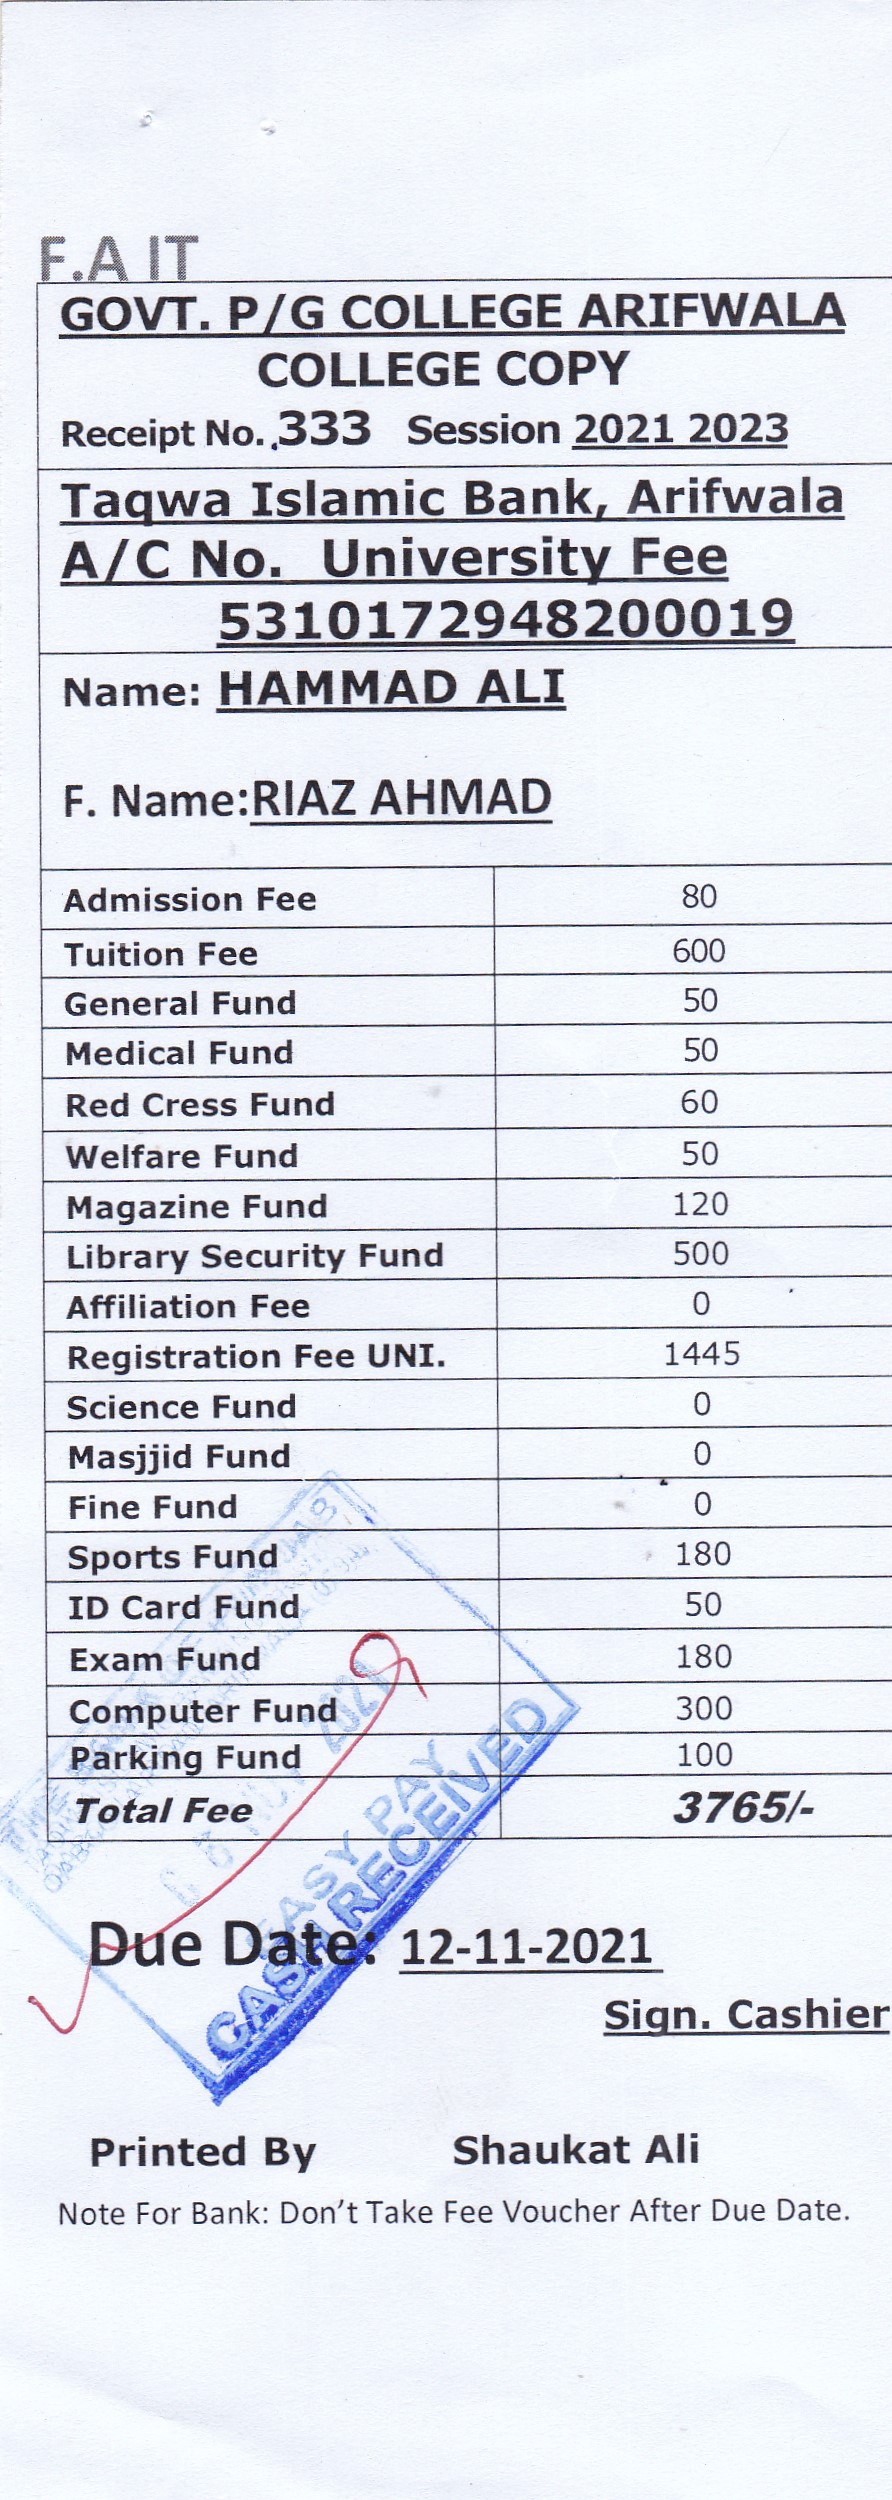 F.A IT
GOVT. P/G COLLEGE ARIFWALA
COLLEGE COPY
Receipt No. 333 Session 2021 2023
Taqwa Islamic Bank, Arifwala
A/C No. University Fee
5310172948200019
Name: HAMMAD ALI
F. Name:RIAZ AHMAD
Admission Fee 80
Tuition Fee 600
General Fund 50
Medical Fund 50
Red Cress Fund 60
Welfare Fund 50
Magazine Fund 120
Library Security Fund 500
Affiliation Fee 0
Registration Fee UNI. 1445
Science Fund 0
Masjjid Fund 0
Fine Fund 0
Sports Fund 180
ID Card Fund 50
Exam Fund 180
Computer Fund 300
Parking Fund 100
Total Fee 3765/-
2021
EASY PAY
CASH RECEIVED
Due Date: 12-11-2021
Sign. Cashier
Printed By Shaukat Ali
Note For Bank: Don't Take Fee Voucher After Due Date.